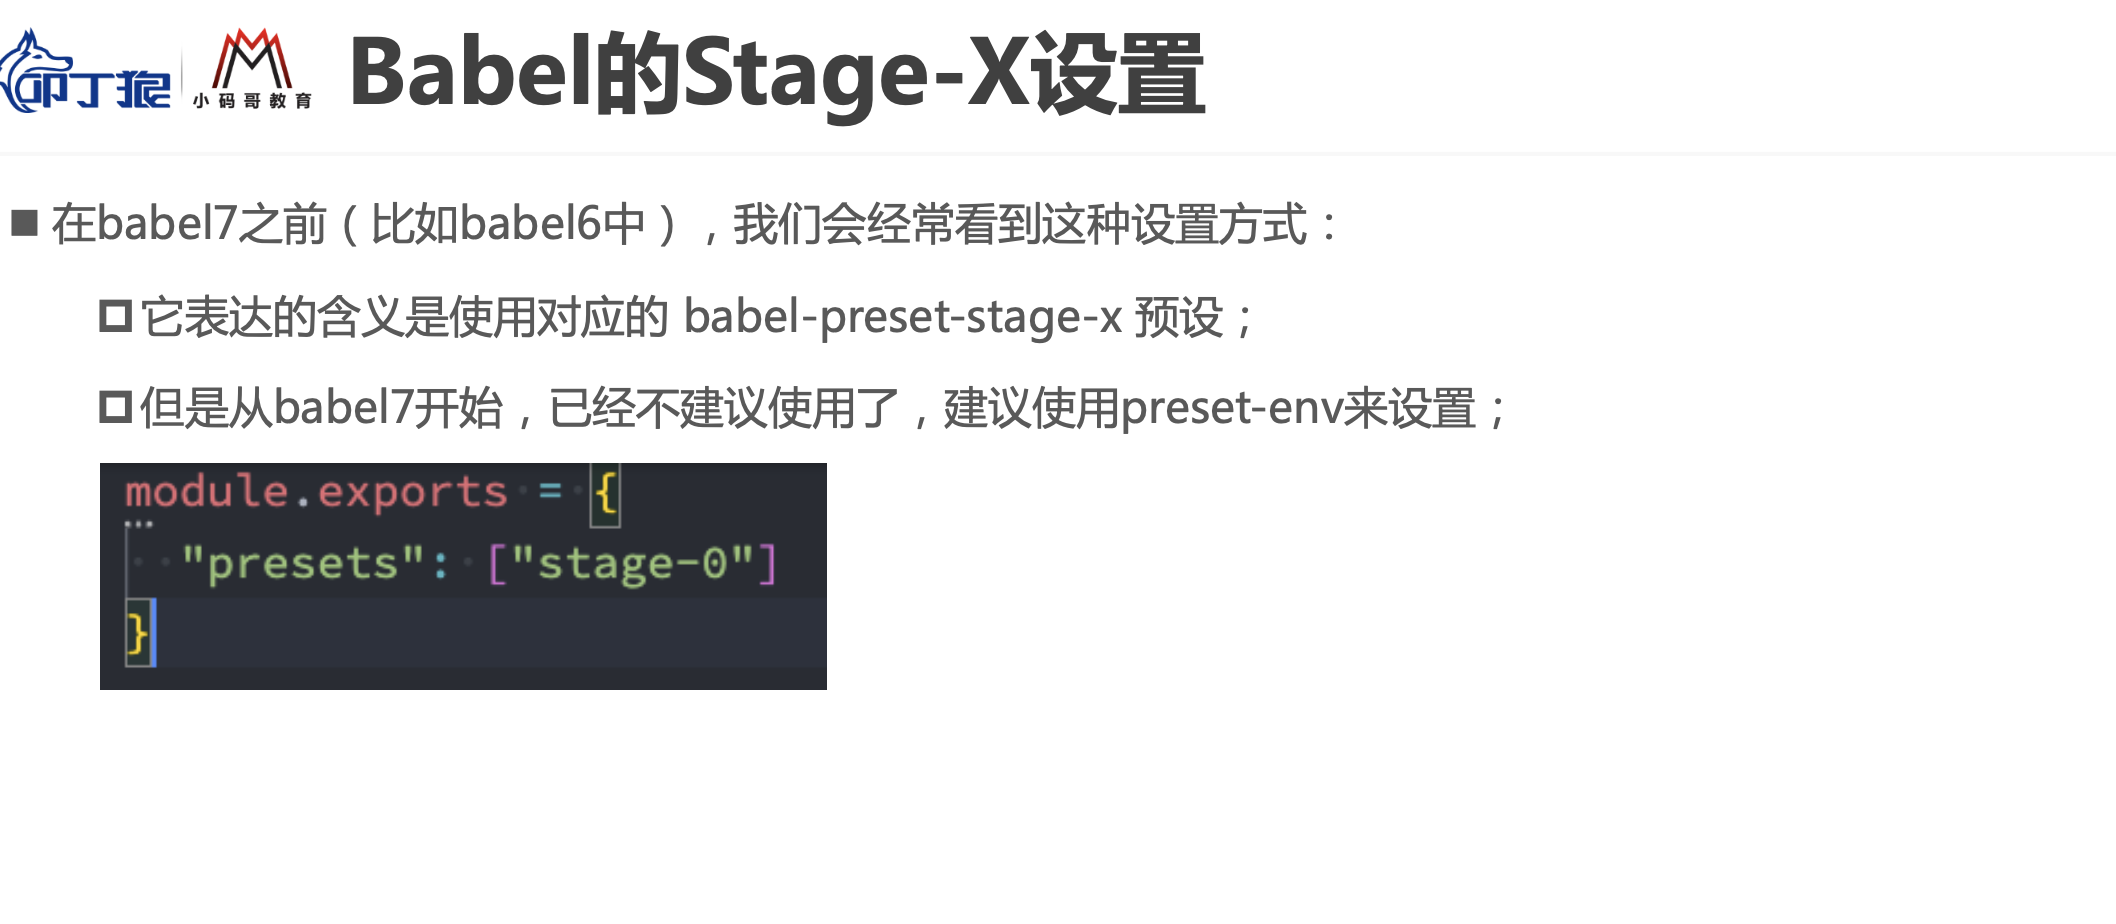 叩丁狼
小码哥教育
Babel的Stage-X设置
在babel7之前（比如babel6中），我们会经常看到这种设置方式：
它表达的含义是使用对应的 babel-preset-stage-x 预设；
但是从babel7开始，已经不建议使用了，建议使用preset-env来设置；
module.exports = {
"presets": ["stage-0"]
}